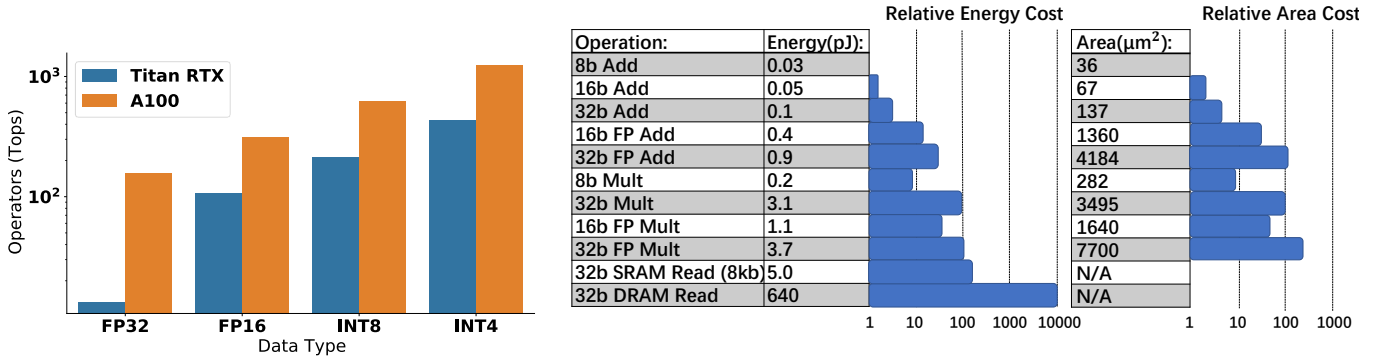 10³
10²
Operators (Tops)
Titan RTX
A100
FP32 FP16 INT8 INT4
Data Type
Relative Energy Cost
Relative Area Cost
Operation: Energy(pJ): Area(μm²):
8b Add 0.03 36
16b Add 0.05 67
32b Add 0.1 137
16b FP Add 0.4 1360
32b FP Add 0.9 4184
8b Mult 0.2 282
32b Mult 3.1 3495
16b FP Mult 1.1 1640
32b FP Mult 3.7 7700
32b SRAM Read (8kb) 5.0 N/A
32b DRAM Read 640 N/A
1 10 100 1000 10000
1 10 100 1000